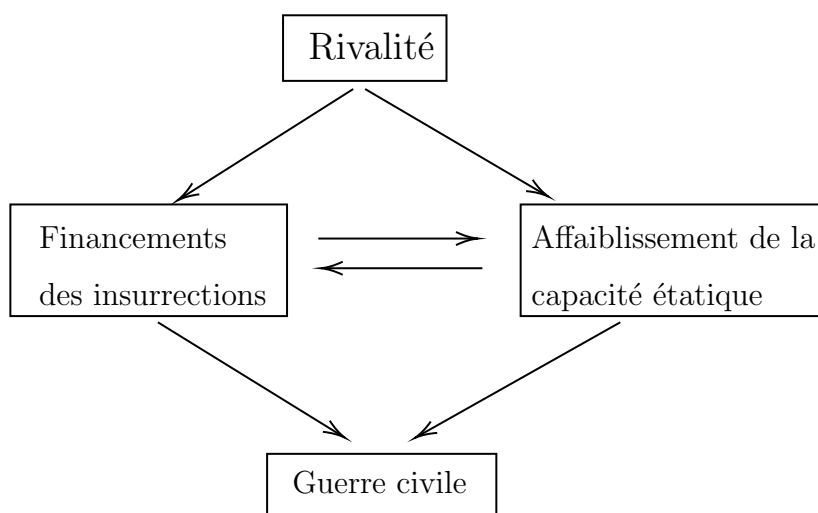 Rivalité
Financements
des insurrections
Affaiblissement de la
capacité étatique
Guerre civile